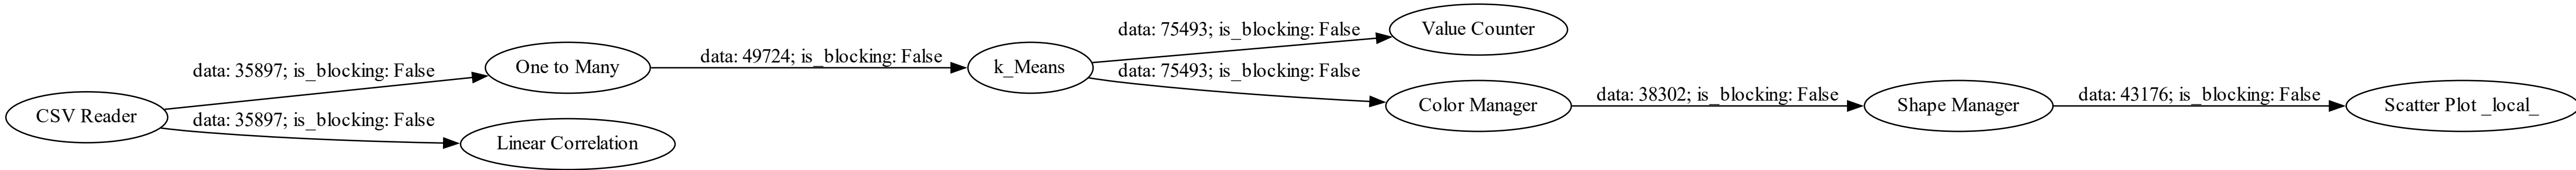 CSV Reader
data: 35897; is_blocking: False
data: 35897; is_blocking: False
One to Many
Linear Correlation
data: 49724; is_blocking: False
k_Means
data: 75493; is_blocking: False
data: 75493; is_blocking: False
Value Counter
Color Manager
data: 38302; is_blocking: False
Shape Manager
data: 43176; is_blocking: False
Scatter Plot _local_